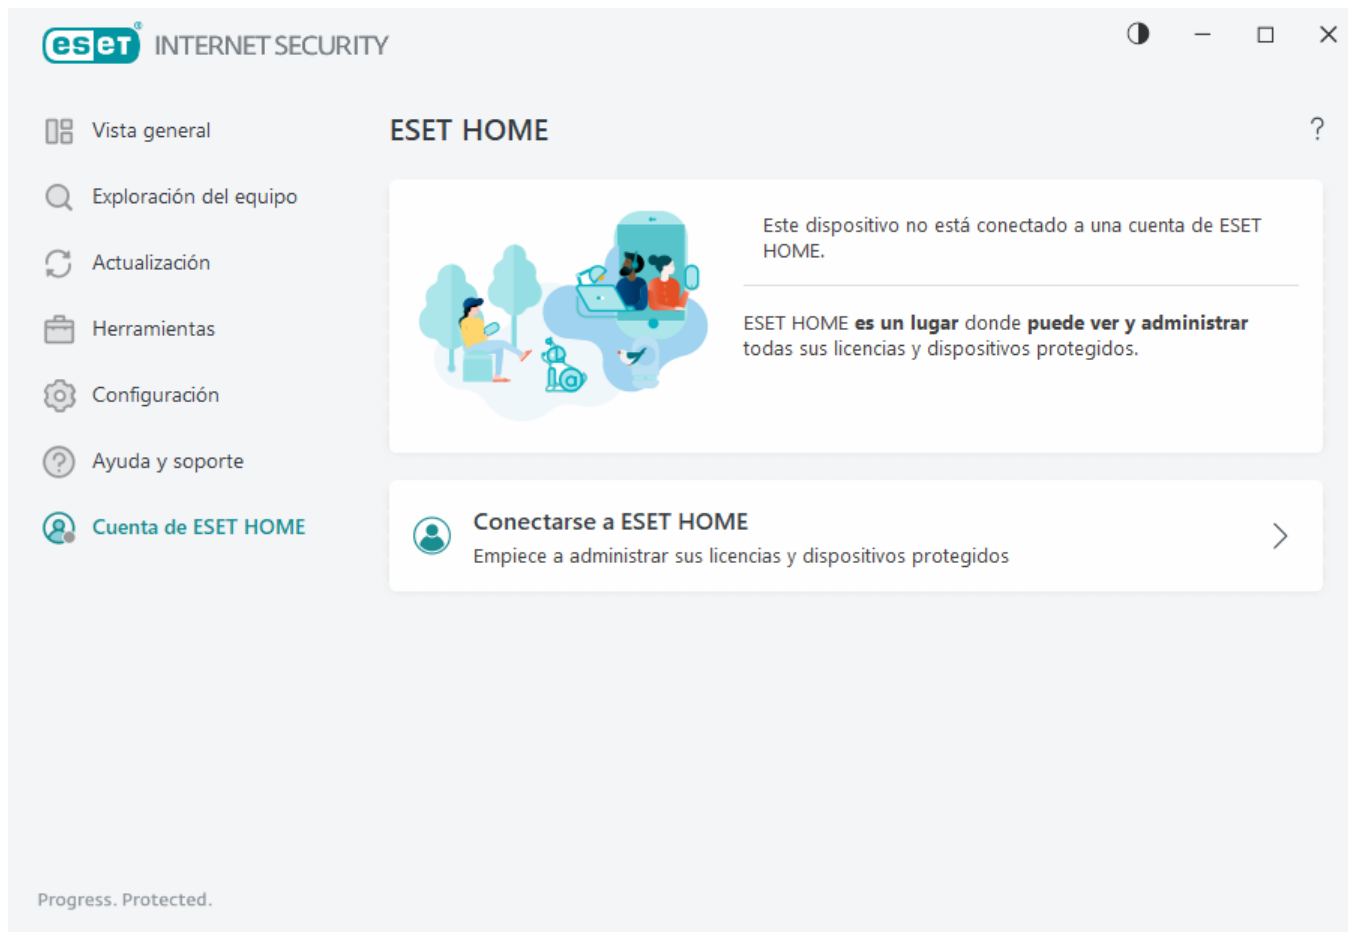 eset® INTERNET SECURITY
Vista general
Exploración del equipo
Actualización
Herramientas
Configuración
Ayuda y soporte
Cuenta de ESET HOME
ESET HOME
?
Este dispositivo no está conectado a una cuenta de ESET
HOME.
ESET HOME es un lugar donde puede ver y administrar
todas sus licencias y dispositivos protegidos.
Conectarse a ESET HOME
Empiece a administrar sus licencias y dispositivos protegidos
Progress. Protected.